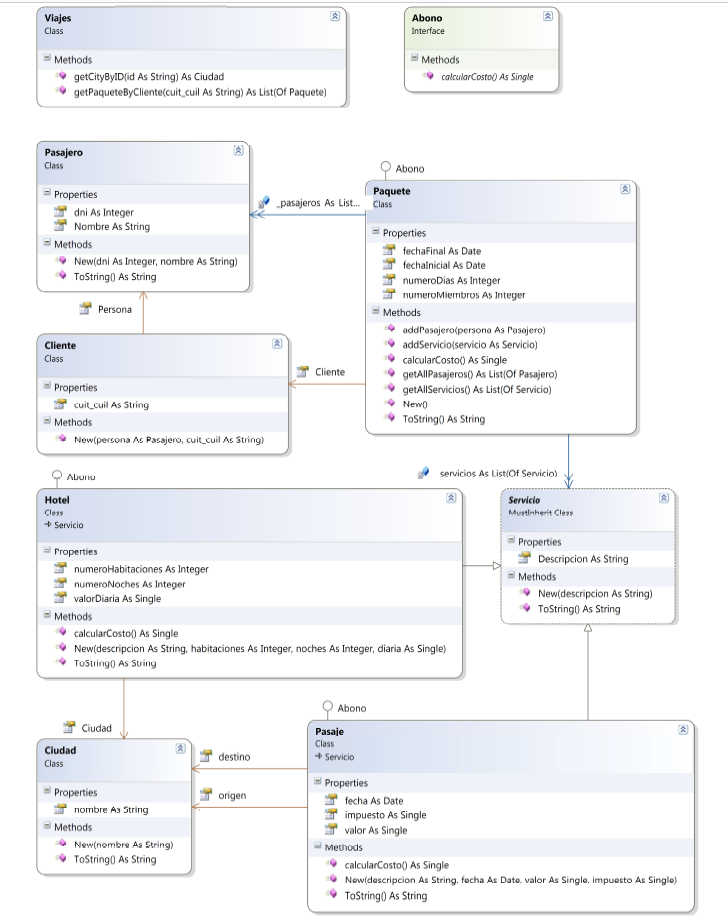 Viajes
Class
Methods
getCityByID(id As String) As Ciudad
getPaqueteByCliente(cuit_cuil As String) As List(Of Paquete)
Abono
Interface
Methods
calcularCosto() As Single
Pasajero
Class
Properties
dni As Integer
Nombre As String
Methods
New(dni As Integer, nombre As String)
ToString() As String
_pasajeros As List...
Abono
Paquete
Class
Properties
fechaFinal As Date
fechaInicial As Date
numeroDias As Integer
numeroMiembros As Integer
Methods
addPasajero(persona As Pasajero)
addServicio(servicio As Servicio)
calcularCosto() As Single
getAllPasajeros() As List(Of Pasajero)
getAllServicios() As List(Of Servicio)
New()
ToString() As String
Persona
Cliente
Class
Properties
cuit_cuil As String
Methods
New(persona As Pasajero, cuit_cuil As String)
Cliente
servicios As List(Of Servicio)
Abono
Hotel
Class
Servicio
Properties
numeroHabitaciones As Integer
numeroNoches As Integer
valorDiaria As Single
Methods
calcularCosto() As Single
New(descripcion As String, habitaciones As Integer, noches As Integer, diaria As Single)
ToString() As String
Servicio
MustInherit Class
Properties
Descripcion As String
Methods
New(descripcion As String)
ToString() As String
Ciudad
Ciudad
Class
Properties
nombre As String
Methods
New(nombre As String)
ToString() As String
destino
origen
Abono
Pasaje
Class
Servicio
Properties
fecha As Date
impuesto As Single
valor As Single
Methods
calcularCosto() As Single
New(descripcion As String, fecha As Date, valor As Single, impuesto As Single)
ToString() As String